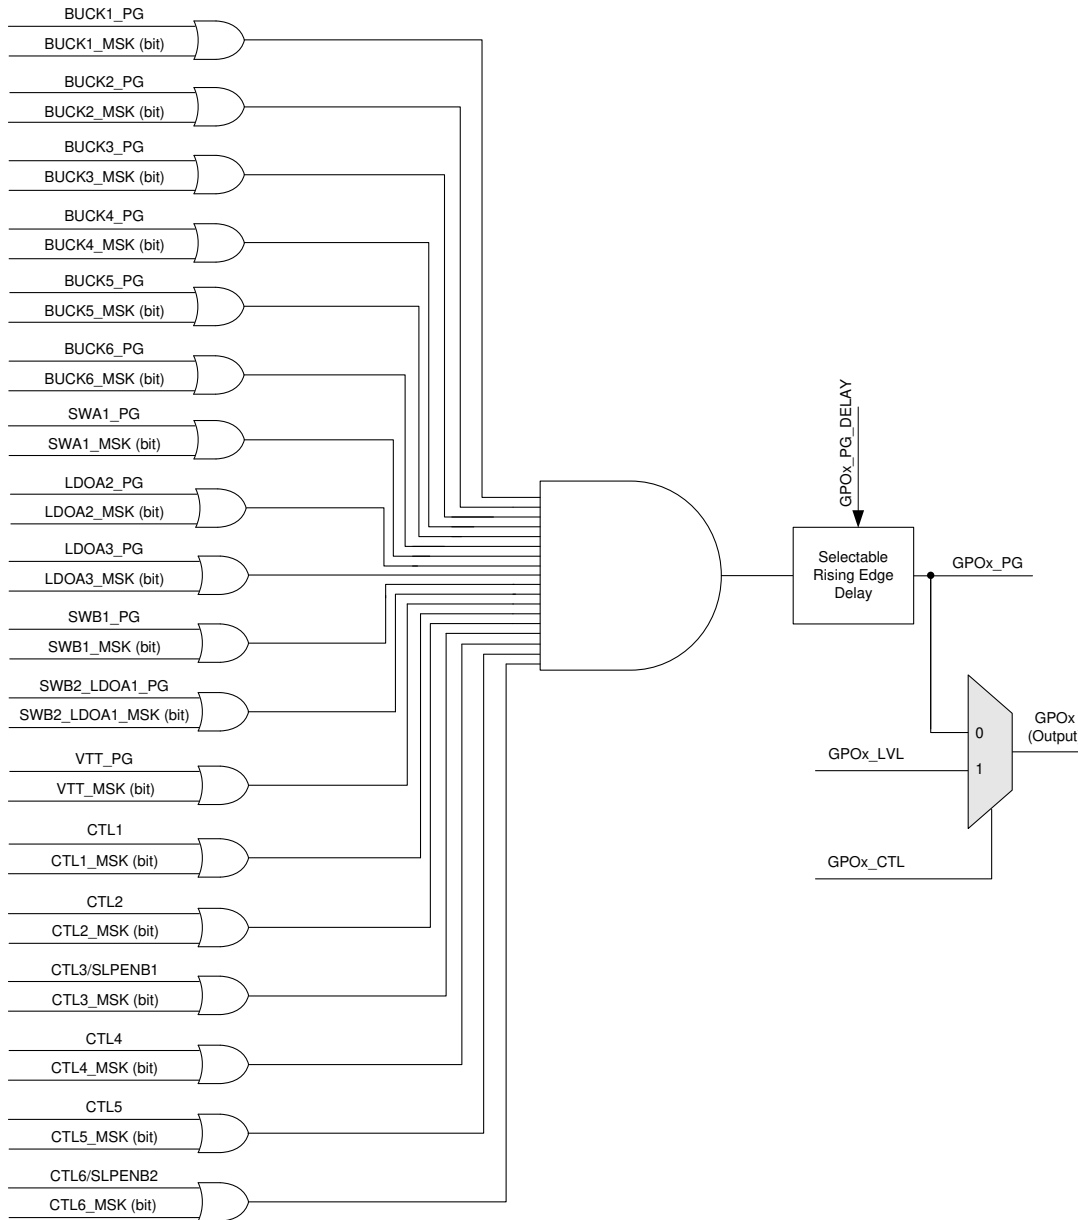 BUCK1_PG
BUCK1_MSK (bit)
BUCK2_PG
BUCK2_MSK (bit)
BUCK3_PG
BUCK3_MSK (bit)
BUCK4_PG
BUCK4_MSK (bit)
BUCK5_PG
BUCK5_MSK (bit)
BUCK6_PG
BUCK6_MSK (bit)
SWA1_PG
SWA1_MSK (bit)
LDOA2_PG
LDOA2_MSK (bit)
LDOA3_PG
LDOA3_MSK (bit)
SWB1_PG
SWB1_MSK (bit)
SWB2_LDOA1_PG
SWB2_LDOA1_MSK (bit)
VTT_PG
VTT_MSK (bit)
CTL1
CTL1_MSK (bit)
CTL2
CTL2_MSK (bit)
CTL3/SLPENB1
CTL3_MSK (bit)
CTL4
CTL4_MSK (bit)
CTL5
CTL5_MSK (bit)
CTL6/SLPENB2
CTL6_MSK (bit)
GPOx_PG_DELAY
Selectable
Rising Edge
Delay
GPOx_PG
GPOx
(Output
0
GPOx_LVL
1
GPOx_CTL